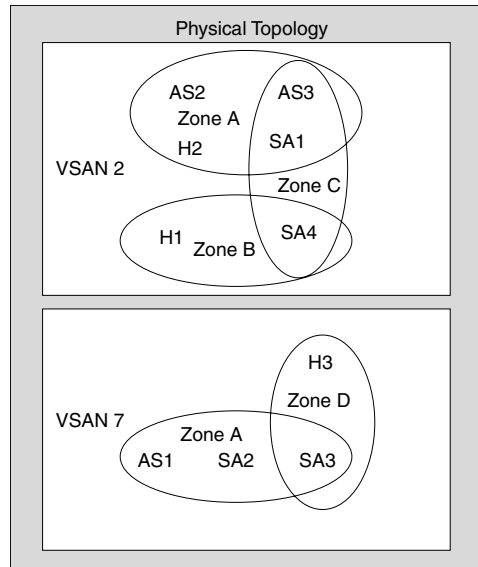 Physical Topology
AS2 AS3
Zone A
H2 SA1
VSAN 2
Zone C
H1 Zone B SA4
H3
Zone D
VSAN 7
Zone A
AS1 SA2 SA3